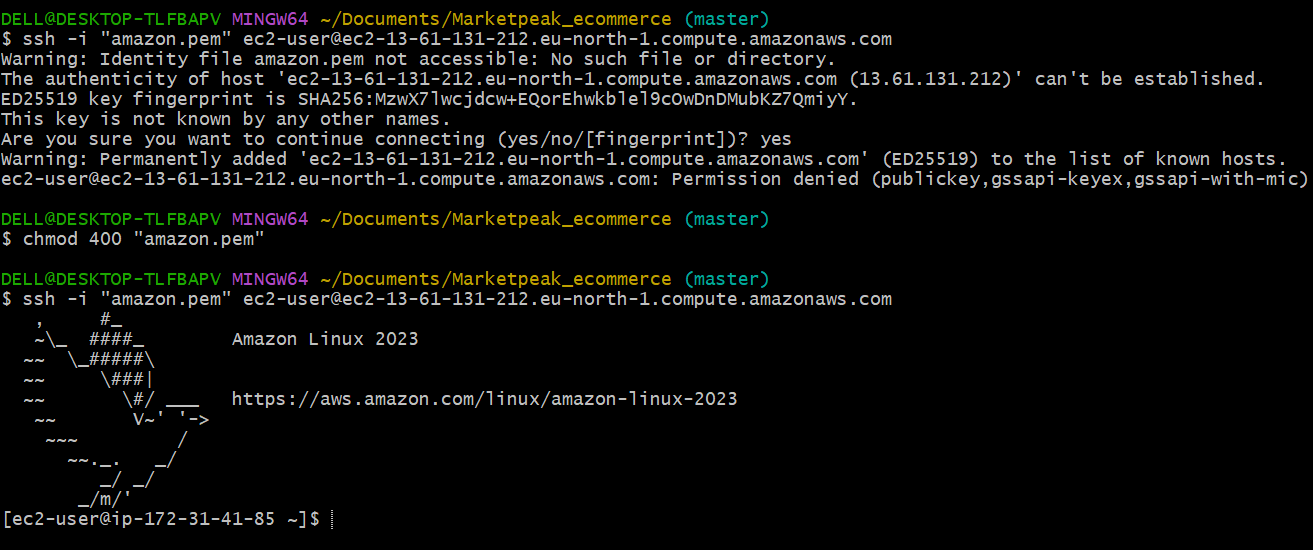 DELL@DESKTOP-TLFBAPV MINGW64 ~/Documents/Marketpeak_ecommerce (master)
$ ssh -i "amazon.pem" ec2-user@ec2-13-61-131-212.eu-north-1.compute.amazonaws.com
Warning: Identity file amazon.pem not accessible: No such file or directory.
The authenticity of host 'ec2-13-61-131-212.eu-north-1.compute.amazonaws.com (13.61.131.212)' can't be established.
ED25519 key fingerprint is SHA256:MzwX7lwcjdcw+EQorEhwkblel9cOwDnDMubKZ7QmiyY.
This key is not known by any other names.
Are you sure you want to continue connecting (yes/no/[fingerprint])? yes
Warning: Permanently added 'ec2-13-61-131-212.eu-north-1.compute.amazonaws.com' (ED25519) to the list of known hosts.
ec2-user@ec2-13-61-131-212.eu-north-1.compute.amazonaws.com: Permission denied (publickey,gssapi-keyex,gssapi-with-mic)
DELL@DESKTOP-TLFBAPV MINGW64 ~/Documents/Marketpeak_ecommerce (master)
$ chmod 400 "amazon.pem"
DELL@DESKTOP-TLFBAPV MINGW64 ~/Documents/Marketpeak_ecommerce (master)
$ ssh -i "amazon.pem" ec2-user@ec2-13-61-131-212.eu-north-1.compute.amazonaws.com
   ,     #_
   ~\_  ####_        Amazon Linux 2023
  ~~  \_#####\
  ~~     \###|
  ~~       \#/ ___   https://aws.amazon.com/linux/amazon-linux-2023
   ~~       V~' '->
    ~~~         /
      ~~._.   _/
         _/ _/
       _/m/'
[ec2-user@ip-172-31-41-85 ~]$